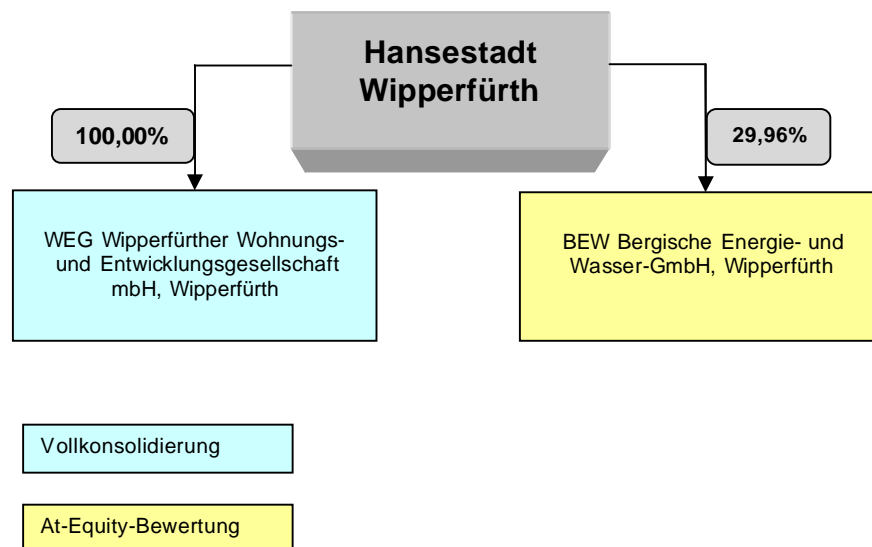 Hansestadt
Wipperfürth
100,00%
29,96%
WEG Wipperfürther Wohnungs-
und Entwicklungsgesellschaft
mbH, Wipperfürth
BEW Bergische Energie- und
Wasser-GmbH, Wipperfürth
Vollkonsolidierung
At-Equity-Bewertung